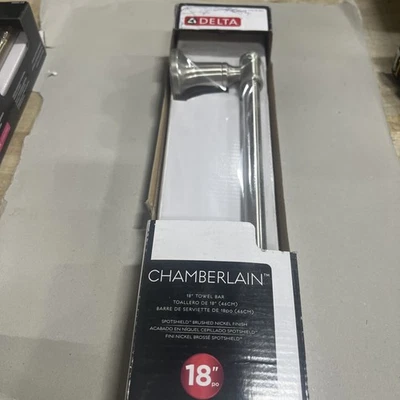 DELTA
CHAMBERLAIN™
18" TOWEL BAR
TOALLERO DE 18" (46CM)
BARRE DE SERVIETTE DE 18po (46CM)
SPOTSHIELD™ BRUSHED NICKEL FINISH
ACABADO EN NÍQUEL CEPILLADO SPOTSHIELD™
FINI NICKEL BROSSÉ SPOTSHIELD™
18"
po